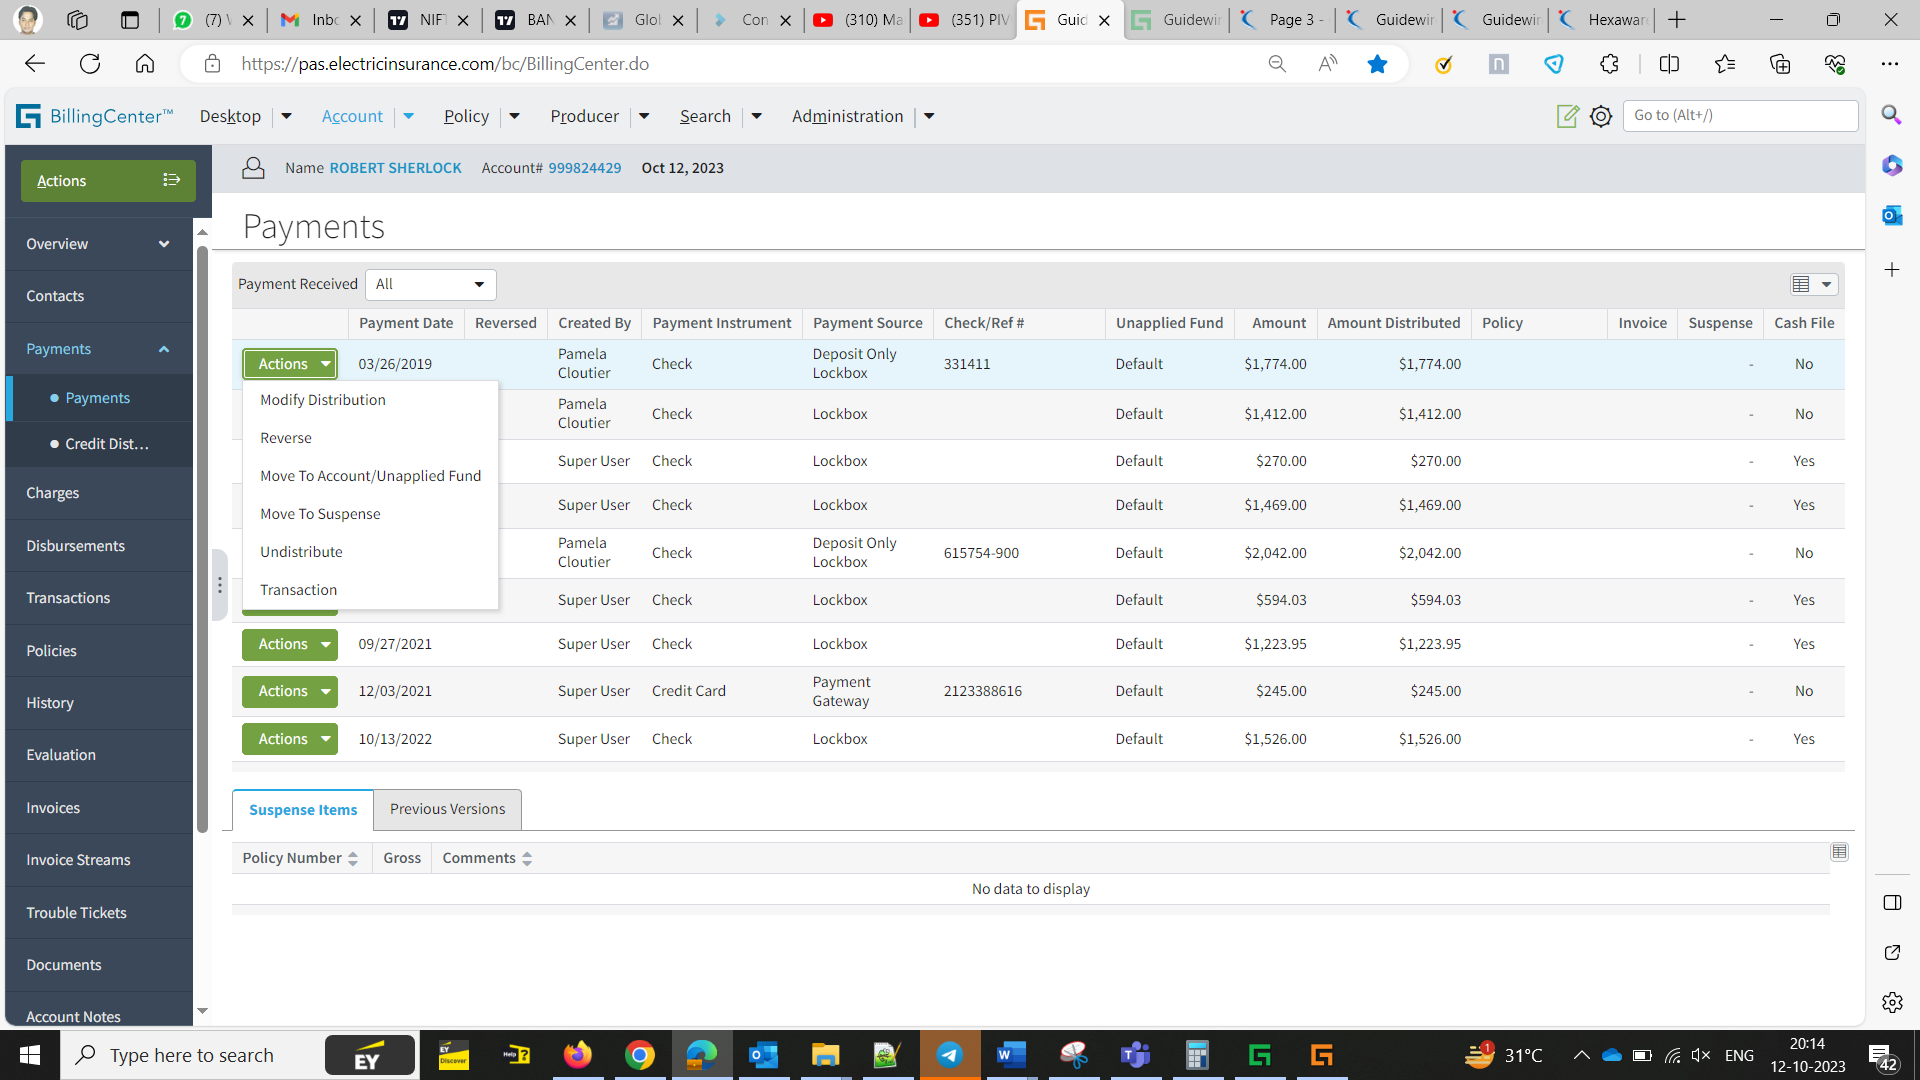 (7) W
Inbo
NIFT
BAN
Glob
Con
(310) Ma
(351) PIV
Guid
Guidewir
Page 3 -
Guidewir
Guidewir
Hexaware
https://pas.electricinsurance.com/bc/BillingCenter.do
BillingCenter™ Desktop Account Policy Producer Search Administration Go to (Alt+/)
Actions
Name ROBERT SHERLOCK Account# 999824429 Oct 12, 2023
Overview
Contacts
Payments
Payments
Credit Dist...
Charges
Disbursements
Transactions
Policies
History
Evaluation
Invoices
Invoice Streams
Trouble Tickets
Documents
Account Notes
Payments
Payment Received All
Payment Date Reversed Created By Payment Instrument Payment Source Check/Ref # Unapplied Fund Amount Amount Distributed Policy Invoice Suspense Cash File
Actions 03/26/2019 Pamela Cloutier Check Deposit Only Lockbox 331411 Default $1,774.00 $1,774.00 - No
Modify Distribution
Reverse
Move To Account/Unapplied Fund
Move To Suspense
Undistribute
Transaction
Pamela Cloutier Check Lockbox Default $1,412.00 $1,412.00 - No
Super User Check Lockbox Default $270.00 $270.00 - Yes
Super User Check Lockbox Default $1,469.00 $1,469.00 - Yes
Pamela Cloutier Check Deposit Only Lockbox 615754-900 Default $2,042.00 $2,042.00 - No
Super User Check Lockbox Default $594.03 $594.03 - Yes
Actions 09/27/2021 Super User Check Lockbox Default $1,223.95 $1,223.95 - Yes
Actions 12/03/2021 Super User Credit Card Payment Gateway 2123388616 Default $245.00 $245.00 - No
Actions 10/13/2022 Super User Check Lockbox Default $1,526.00 $1,526.00 - Yes
Suspense Items Previous Versions
Policy Number Gross Comments
No data to display
Type here to search
EY
EY Discover
Help ?
1
31°C
ENG
20:14
12-10-2023
42